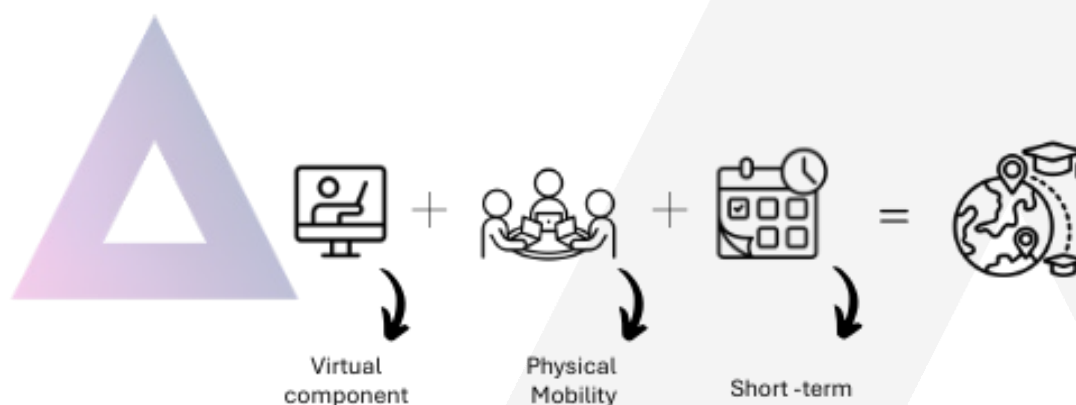 Virtual
component
Physical
Mobility
Short -term